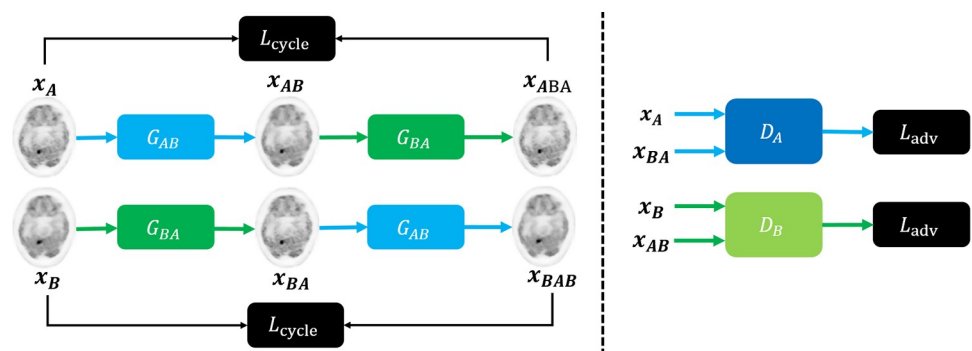 L_cycle
x_A
x_AB
x_ABA
G_AB
G_BA
G_BA
G_AB
x_B
x_BA
x_BAB
L_cycle
x_A
x_BA
D_A
L_adv
x_B
x_AB
D_B
L_adv